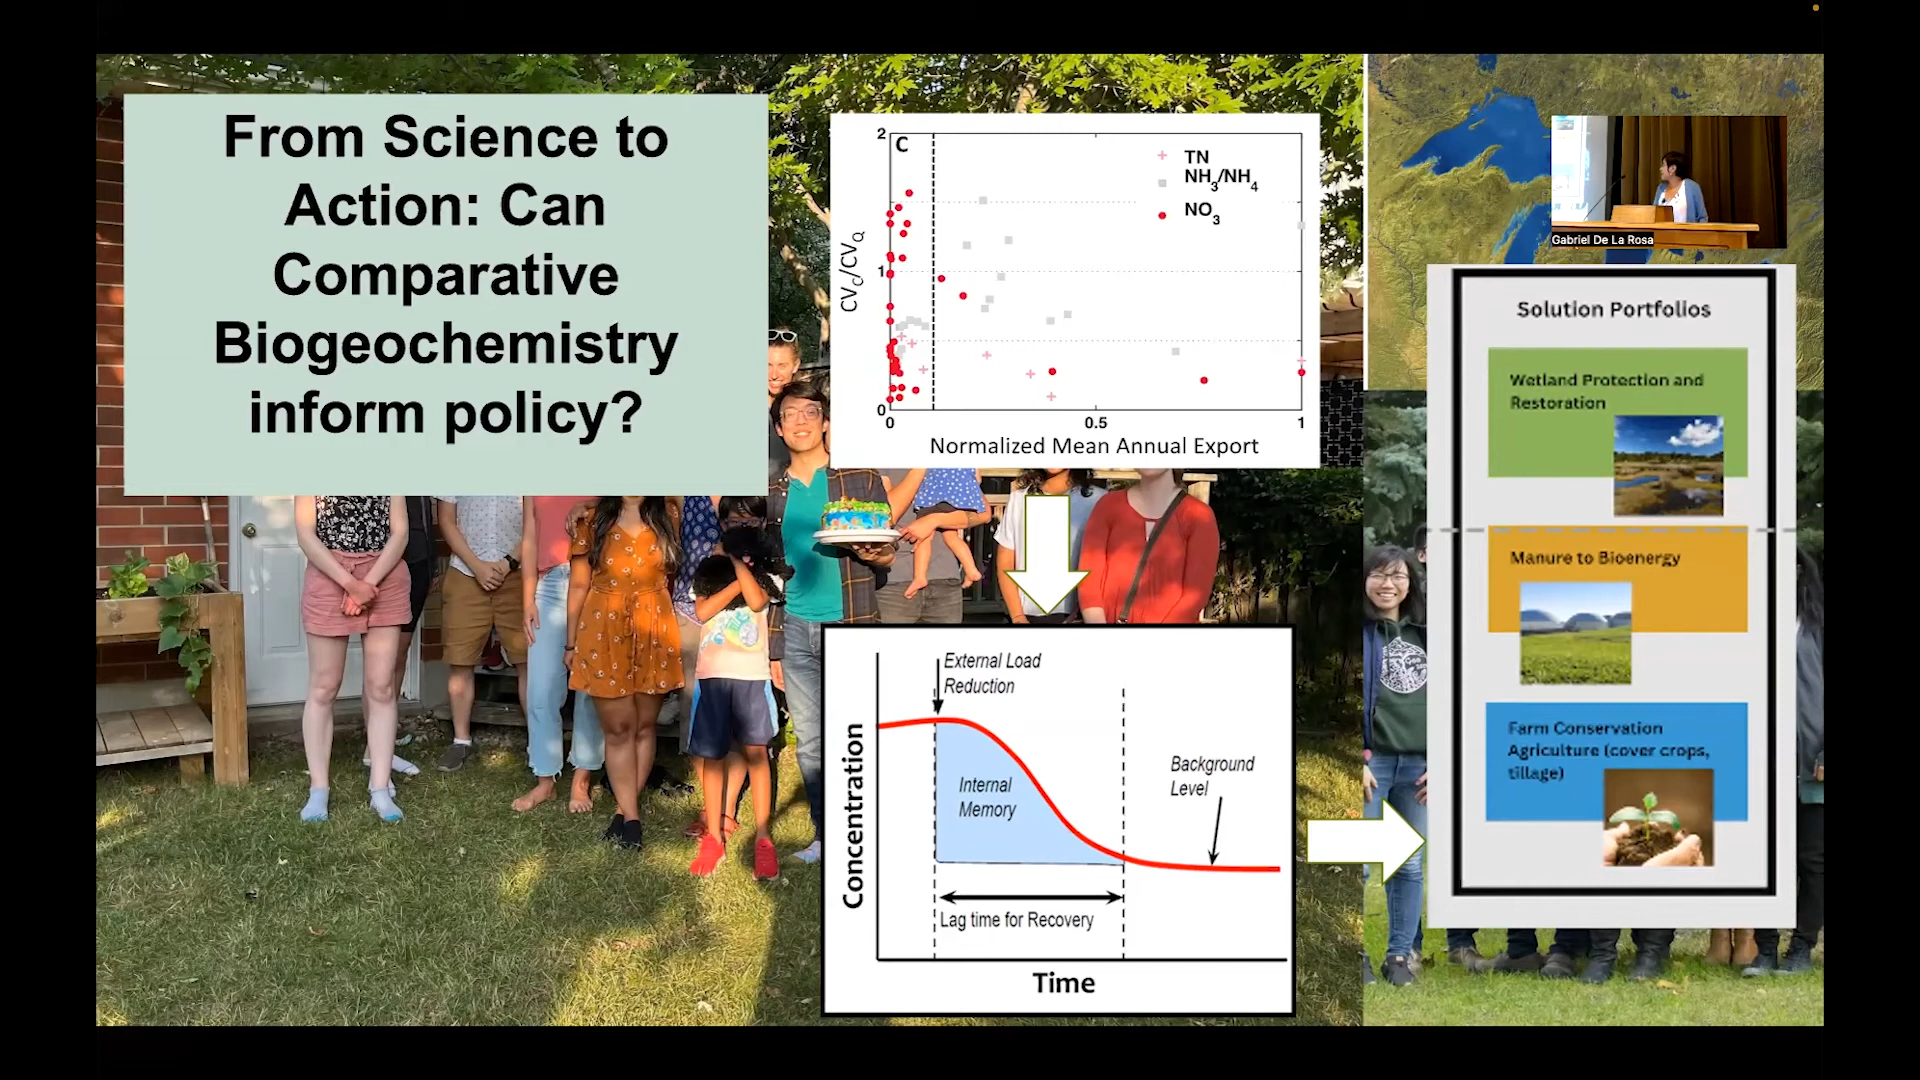 From Science to
Action: Can
Comparative
Biogeochemistry
inform policy?
C
2
1
0
CVC/CVQ
TN
NH3/NH4
NO3
0
0.5
1
Normalized Mean Annual Export
External Load
Reduction
Internal
Memory
Background
Level
Lag time for Recovery
Concentration
Time
Gabriel De La Rosa
Solution Portfolios
Wetland Protection and
Restoration
Manure to Bioenergy
Farm Conservation
Agriculture (cover crops,
tillage)